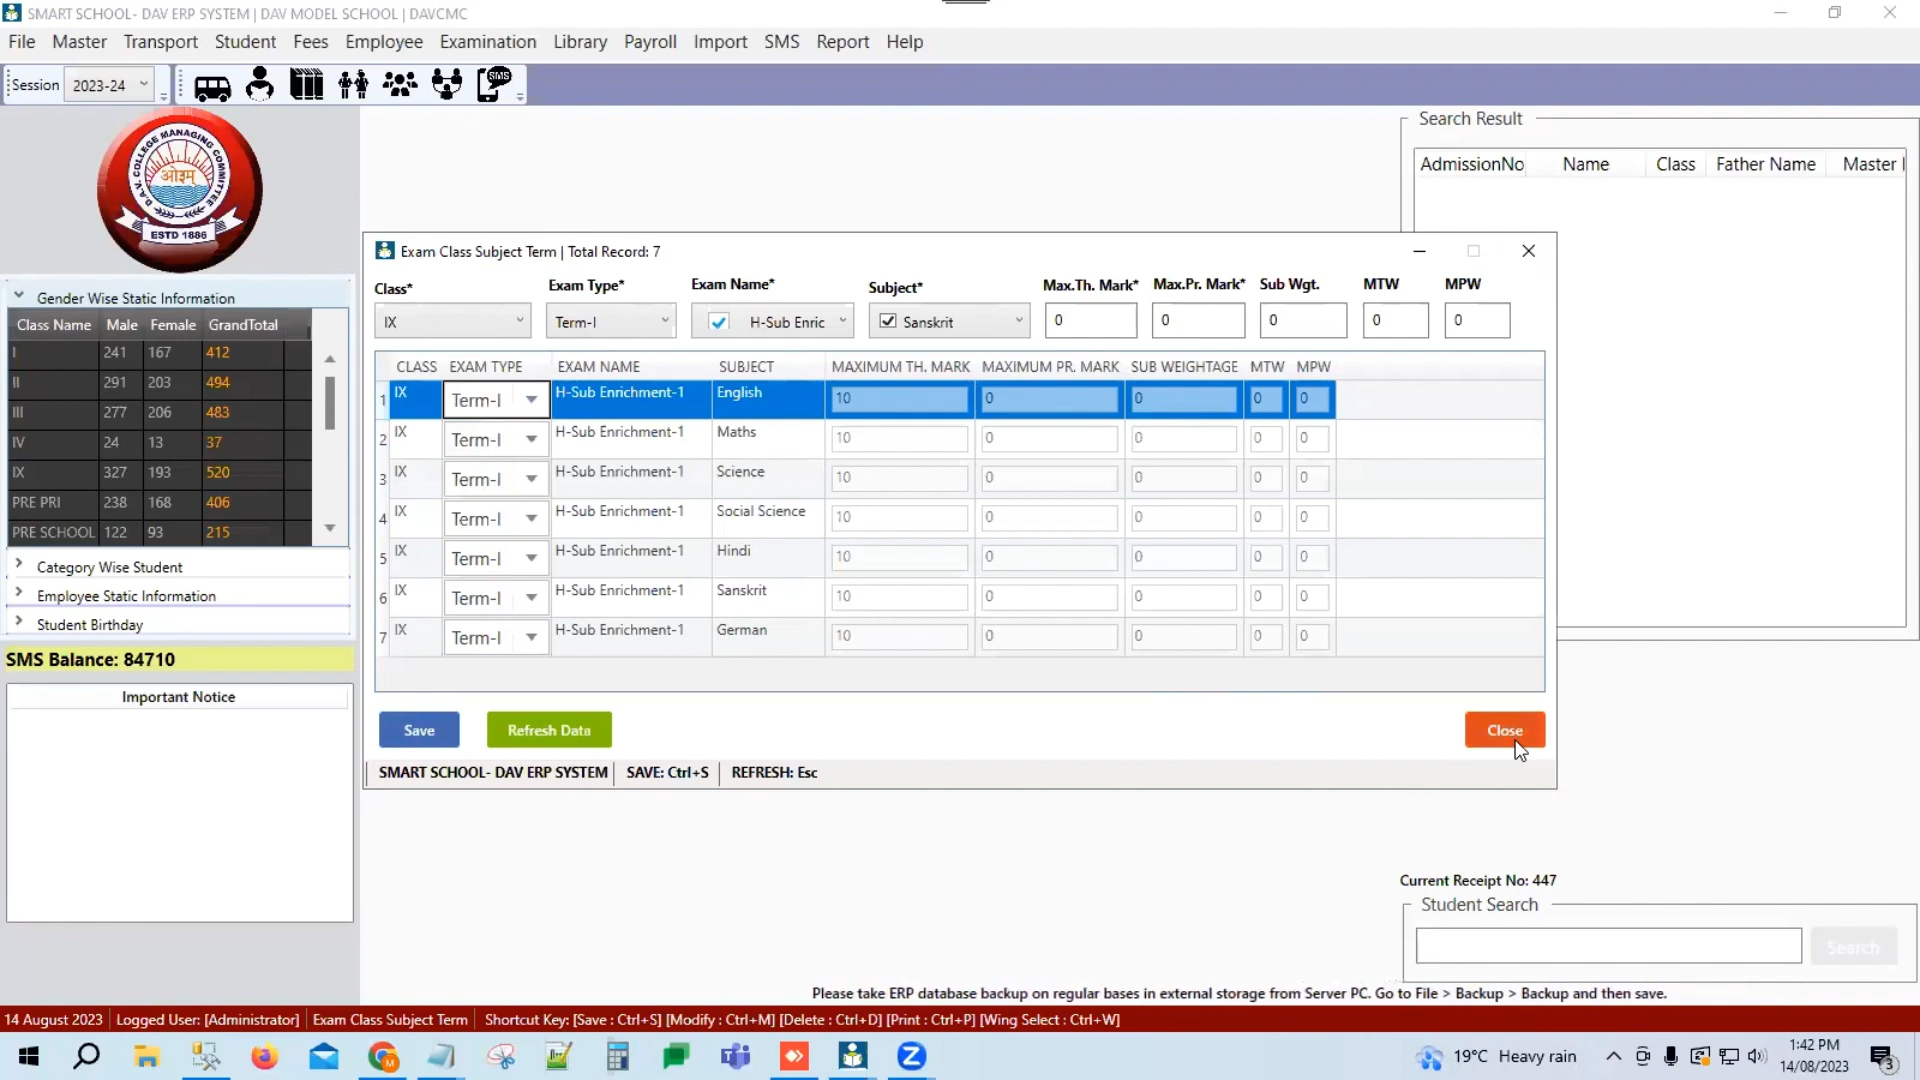 SMART SCHOOL- DAV ERP SYSTEM | DAV MODEL SCHOOL | DAVCMC
File Master Transport Student Fees Employee Examination Library Payroll Import SMS Report Help
Session 2023-24
SMS
D.A.V. COLLEGE MANAGING COMMITTEE
ओ३म्
ESTD 1886
Gender Wise Static Information
Class Name Male Female GrandTotal
I 241 167 412
II 291 203 494
III 277 206 483
IV 24 13 37
IX 327 193 520
PRE PRI 238 168 406
PRE SCHOOL 122 93 215
Category Wise Student
Employee Static Information
Student Birthday
SMS Balance: 84710
Important Notice
Search Result
AdmissionNo Name Class Father Name Master
Exam Class Subject Term | Total Record: 7
Class* Exam Type* Exam Name* Subject* Max.Th. Mark* Max.Pr. Mark* Sub Wgt. MTW MPW
IX Term-I H-Sub Enric Sanskrit 0 0 0 0 0
CLASS EXAM TYPE EXAM NAME SUBJECT MAXIMUM TH. MARK MAXIMUM PR. MARK SUB WEIGHTAGE MTW MPW
1 IX Term-I H-Sub Enrichment-1 English 10 0 0 0 0
2 IX Term-I H-Sub Enrichment-1 Maths 10 0 0 0 0
3 IX Term-I H-Sub Enrichment-1 Science 10 0 0 0 0
4 IX Term-I H-Sub Enrichment-1 Social Science 10 0 0 0 0
5 IX Term-I H-Sub Enrichment-1 Hindi 10 0 0 0 0
6 IX Term-I H-Sub Enrichment-1 Sanskrit 10 0 0 0 0
7 IX Term-I H-Sub Enrichment-1 German 10 0 0 0 0
Save Refresh Data Close
SMART SCHOOL- DAV ERP SYSTEM SAVE: Ctrl+S REFRESH: Esc
Current Receipt No: 447
Student Search
Search
Please take ERP database backup on regular bases in external storage from Server PC. Go to File > Backup > Backup and then save.
14 August 2023 Logged User: [Administrator] Exam Class Subject Term Shortcut Key: [Save : Ctrl+S] [Modify : Ctrl+M] [Delete : Ctrl+D] [Print : Ctrl+P] [Wing Select : Ctrl+W]
19°C Heavy rain
1:42 PM
14/08/2023
3